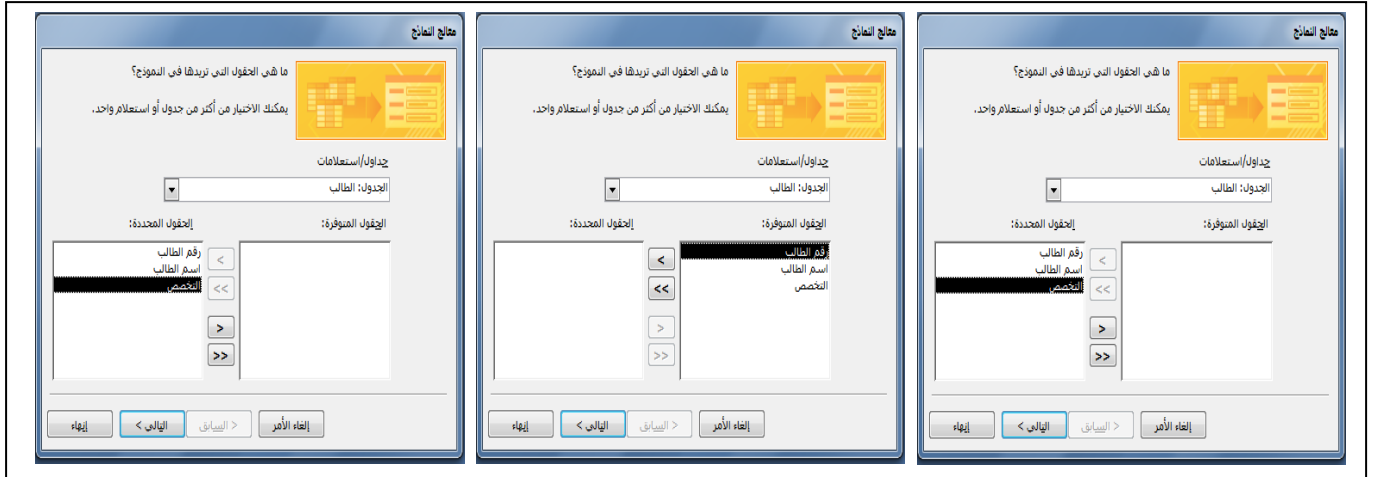 معالج النماذج
ما هي الحقول التي تريدها في النموذج؟
يمكنك الاختيار من أكثر من جدول أو استعلام واحد.
جداول/استعلامات
الجدول: الطالب
الحقول المتوفرة:
الحقول المحددة:
رقم الطالب
اسم الطالب
التخصص
>
>>
<
<<
إلغاء الأمر
< السابق
التالي >
إنهاء
معالج النماذج
ما هي الحقول التي تريدها في النموذج؟
يمكنك الاختيار من أكثر من جدول أو استعلام واحد.
جداول/استعلامات
الجدول: الطالب
الحقول المتوفرة:
الحقول المحددة:
رقم الطالب
اسم الطالب
التخصص
<
<<
>
>>
إلغاء الأمر
< السابق
التالي >
إنهاء
معالج النماذج
ما هي الحقول التي تريدها في النموذج؟
يمكنك الاختيار من أكثر من جدول أو استعلام واحد.
جداول/استعلامات
الجدول: الطالب
الحقول المتوفرة:
الحقول المحددة:
رقم الطالب
اسم الطالب
التخصص
>
>>
<
<<
إلغاء الأمر
< السابق
التالي >
إنهاء